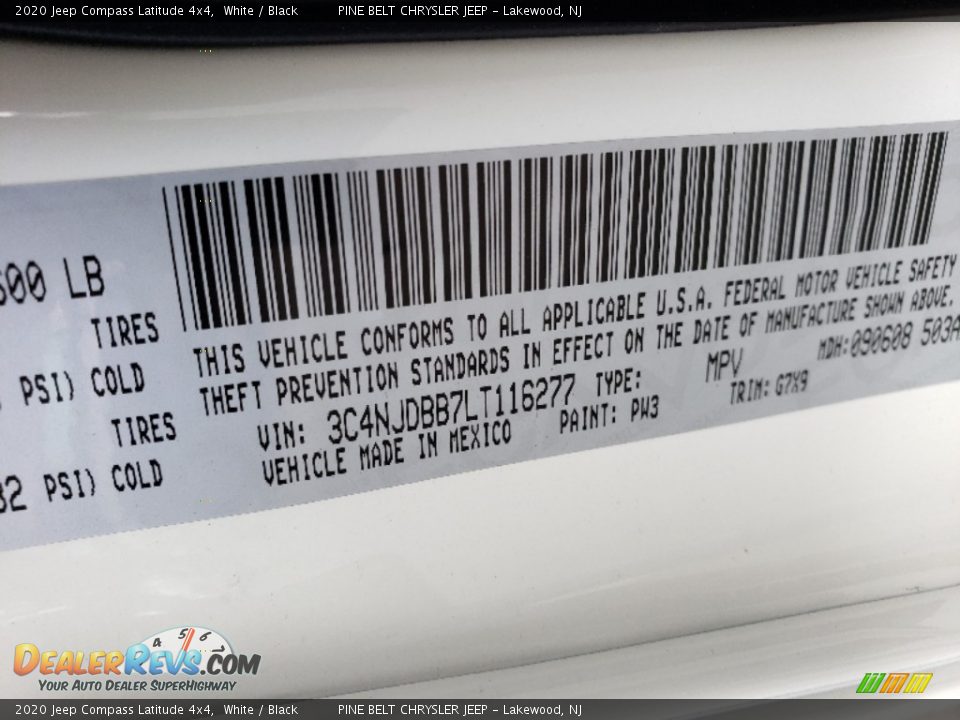 2020 Jeep Compass Latitude 4x4, White / Black PINE BELT CHRYSLER JEEP - Lakewood, NJ
600 LB
TIRES
PSI) COLD
TIRES
32 PSI) COLD
THIS VEHICLE CONFORMS TO ALL APPLICABLE U.S.A. FEDERAL MOTOR VEHICLE SAFETY
THEFT PREVENTION STANDARDS IN EFFECT ON THE DATE OF MANUFACTURE SHOWN ABOVE.
VIN: 3C4NJDBB7LT116277 TYPE: MPV MDH:090608 503A
VEHICLE MADE IN MEXICO PAINT: PW3 TRIM: G7X9
4 5 6
DEALERREVS.COM
YOUR AUTO DEALER SUPERHIGHWAY
2020 Jeep Compass Latitude 4x4, White / Black PINE BELT CHRYSLER JEEP - Lakewood, NJ